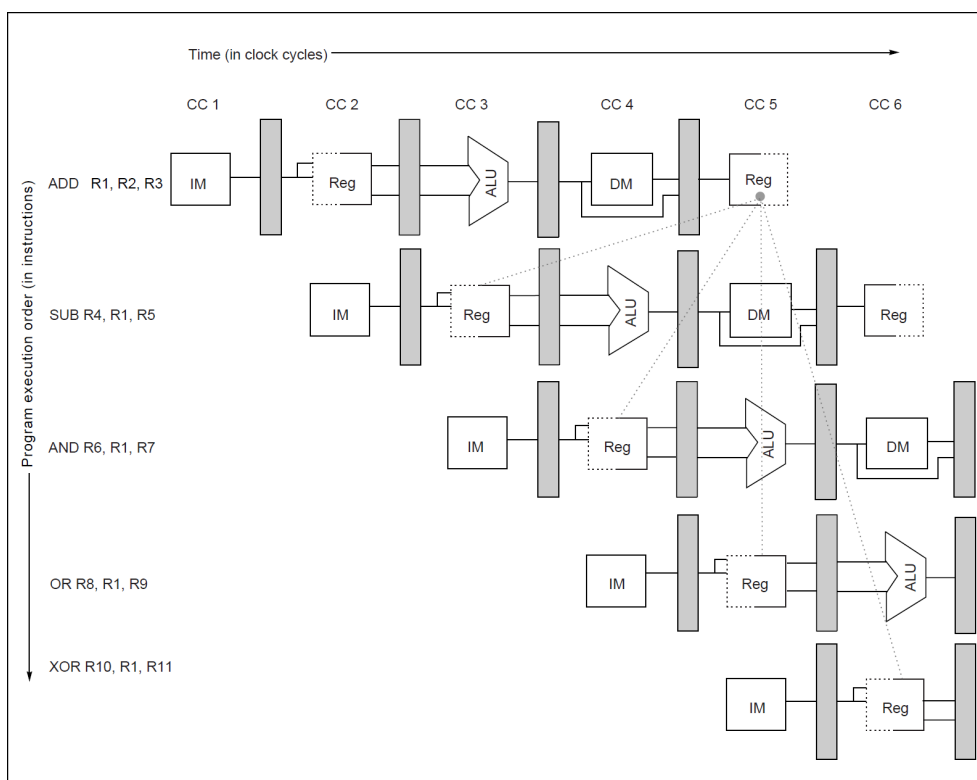 Time (in clock cycles)
CC 1 CC 2 CC 3 CC 4 CC 5 CC 6
Program execution order (in instructions)
ADD R1, R2, R3 IM Reg ALU DM Reg
SUB R4, R1, R5 IM Reg ALU DM Reg
AND R6, R1, R7 IM Reg ALU DM
OR R8, R1, R9 IM Reg ALU
XOR R10, R1, R11 IM Reg